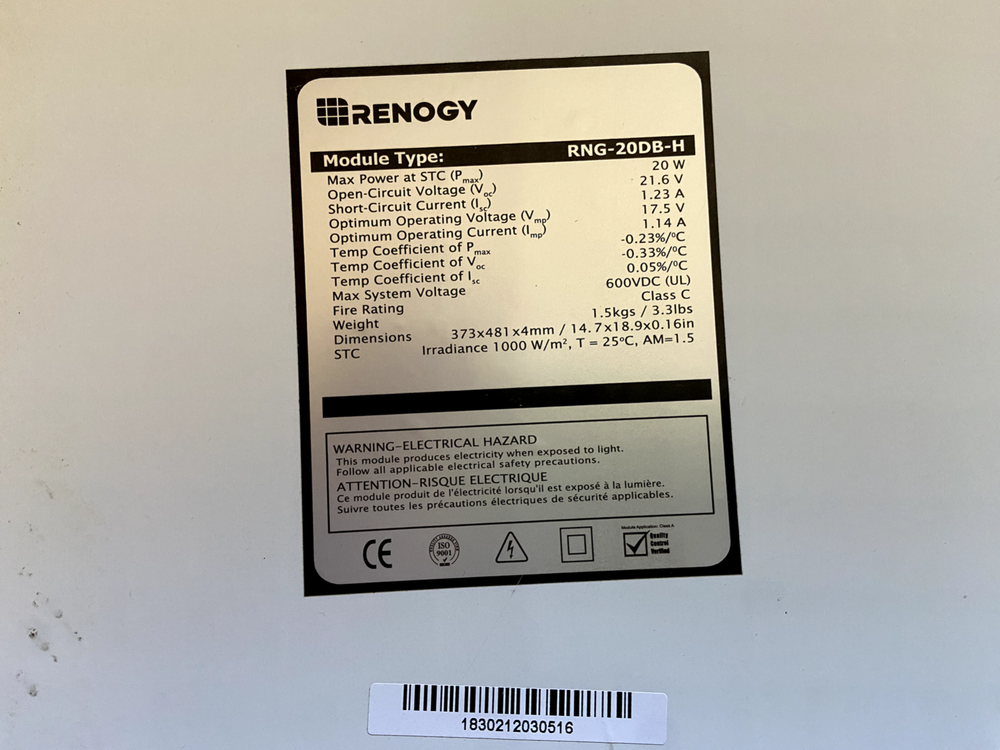 RENOGY
Module Type: RNG-20DB-H
Max Power at STC (Pmax) 20 W
Open-Circuit Voltage (Voc) 21.6 V
Short-Circuit Current (Isc) 1.23 A
Optimum Operating Voltage (Vmp) 17.5 V
Optimum Operating Current (Imp) 1.14 A
Temp Coefficient of Pmax -0.23%/°C
Temp Coefficient of Voc -0.33%/°C
Temp Coefficient of Isc 0.05%/°C
Max System Voltage 600VDC (UL)
Fire Rating Class C
Weight 1.5kgs / 3.3lbs
Dimensions 373x481x4mm / 14.7x18.9x0.16in
STC Irradiance 1000 W/m², T = 25°C, AM=1.5
WARNING-ELECTRICAL HAZARD
This module produces electricity when exposed to light.
Follow all applicable electrical safety precautions.
ATTENTION-RISQUE ELECTRIQUE
Ce module produit de l'électricité lorsqu'il est exposé à la lumière.
Suivre toutes les précautions électriques de sécurité applicables.
CE
ISO
9001
Module Application: Class A
Quality
Control
Verified
1830212030516